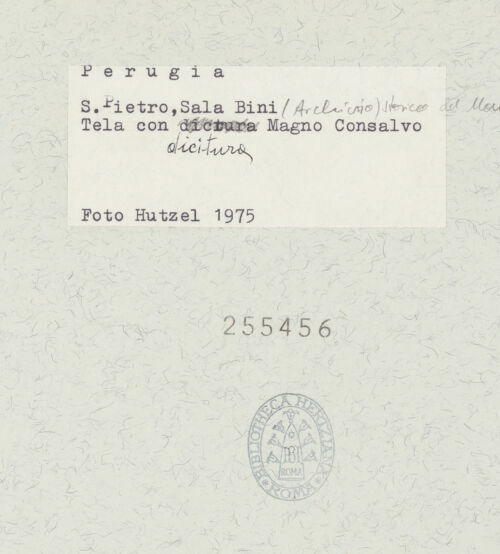 Perugia
S.Pietro,Sala Bini (Archivio) storico del
Tela con dictura Magno Consalvo
dicitura
Foto Hutzel 1975
255456
BIBLIOTHECA HERTZIANA
ROMA
ROMA